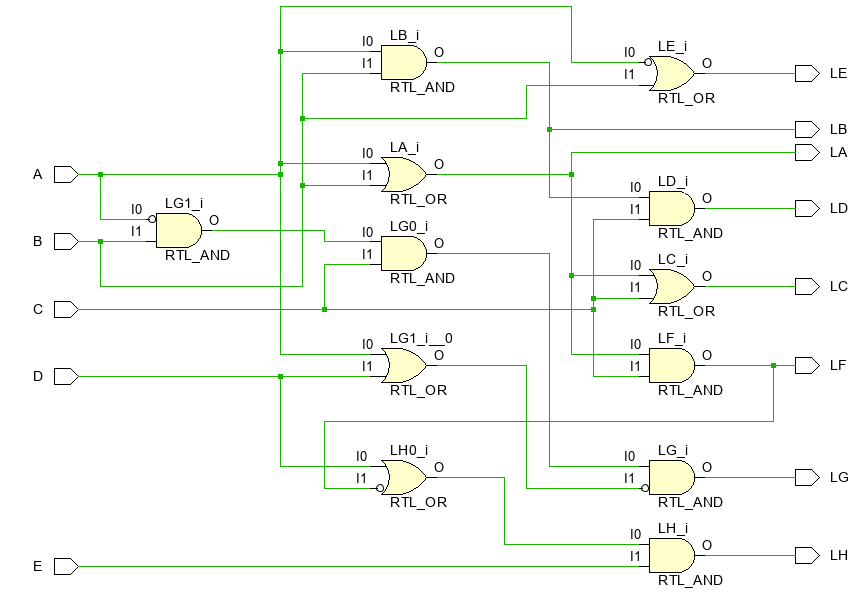 LB_i
I0
O
I1
RTL_AND
LE_i
I0
O
I1
RTL_OR
LE
LB
LA
A
LA_i
I0
O
I1
RTL_OR
LG1_i
I0
O
I1
RTL_AND
B
LD_i
I0
O
I1
RTL_AND
LD
LG0_i
I0
O
I1
RTL_AND
LC_i
I0
O
I1
RTL_OR
LC
C
LG1_i__0
I0
O
I1
RTL_OR
D
LF_i
I0
O
I1
RTL_AND
LF
LH0_i
I0
O
I1
RTL_OR
LG_i
I0
O
I1
RTL_AND
LG
LH_i
I0
O
I1
RTL_AND
LH
E